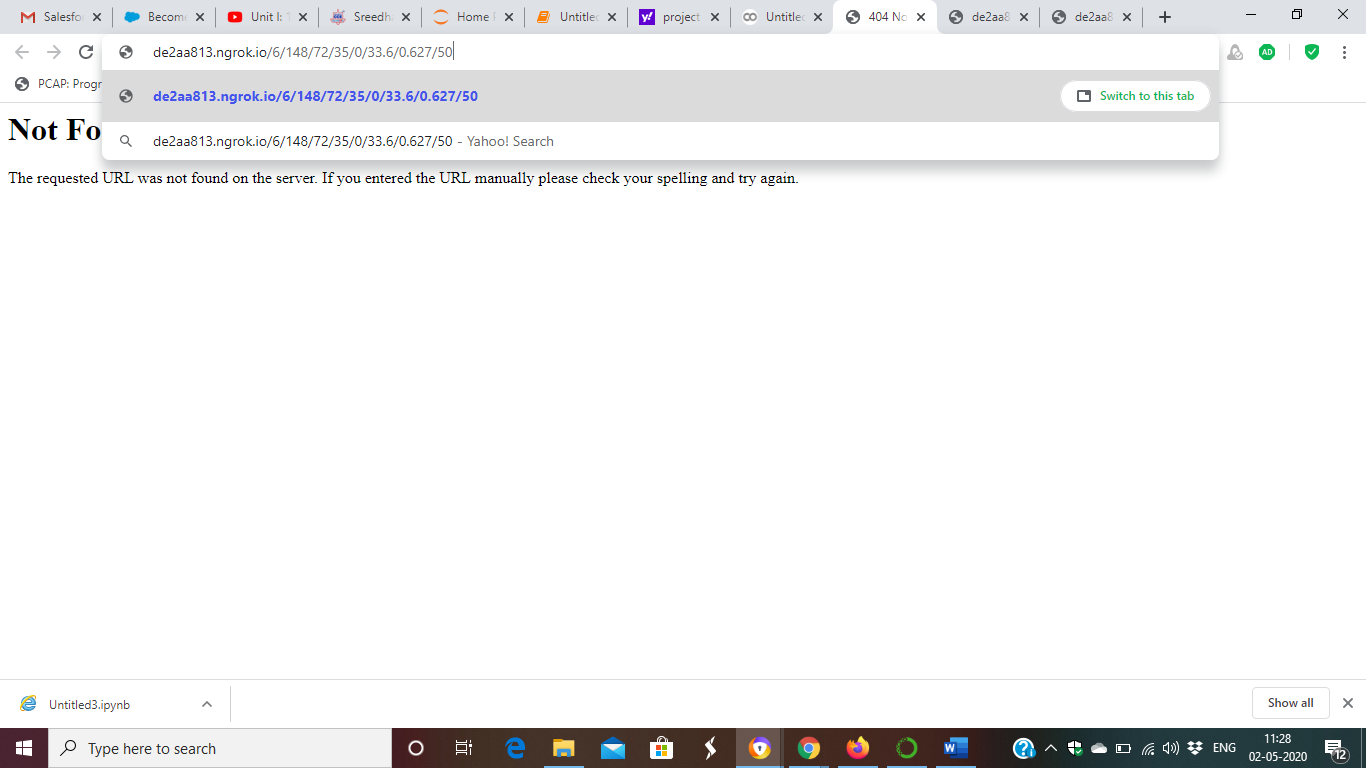 Salesfo
Becom
Unit I: 1
Sreedha
Home F
Untitled
project
Untitled
404 No
de2aa8
de2aa8
de2aa813.ngrok.io/6/148/72/35/0/33.6/0.627/50
AD
PCAP: Progr
de2aa813.ngrok.io/6/148/72/35/0/33.6/0.627/50
Switch to this tab
Not Fo
de2aa813.ngrok.io/6/148/72/35/0/33.6/0.627/50 - Yahoo! Search
The requested URL was not found on the server. If you entered the URL manually please check your spelling and try again.
Untitled3.ipynb
Show all
Type here to search
ENG
11:28
02-05-2020
12